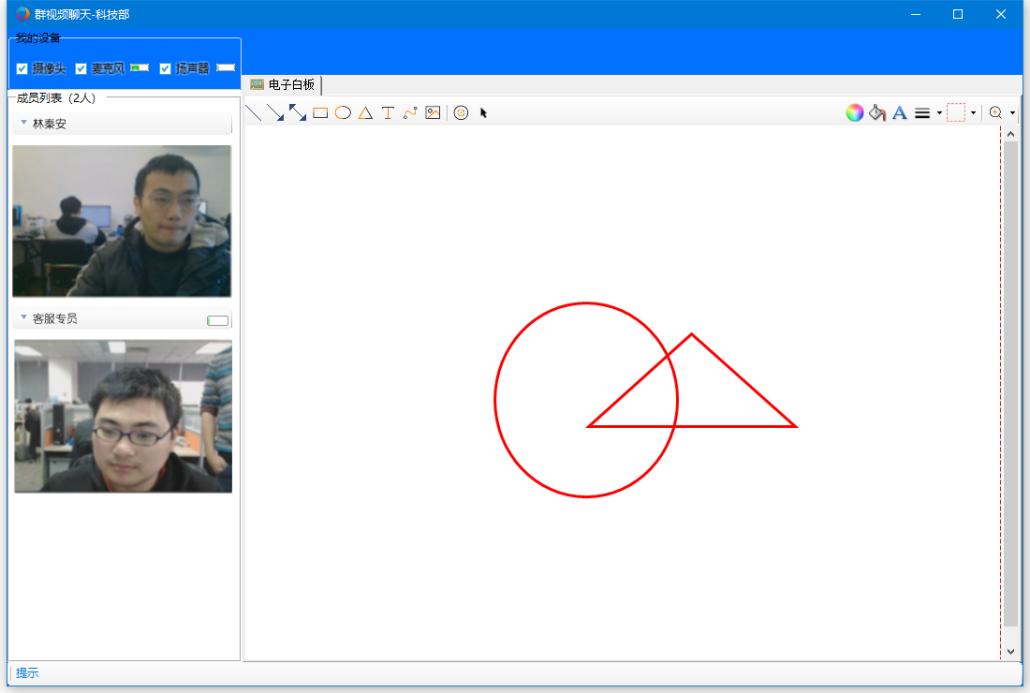 群视频聊天-科技部
我的设备
摄像头 麦克风 扬声器
电子白板
成员列表（2人）
林秦安
客服专员
提示